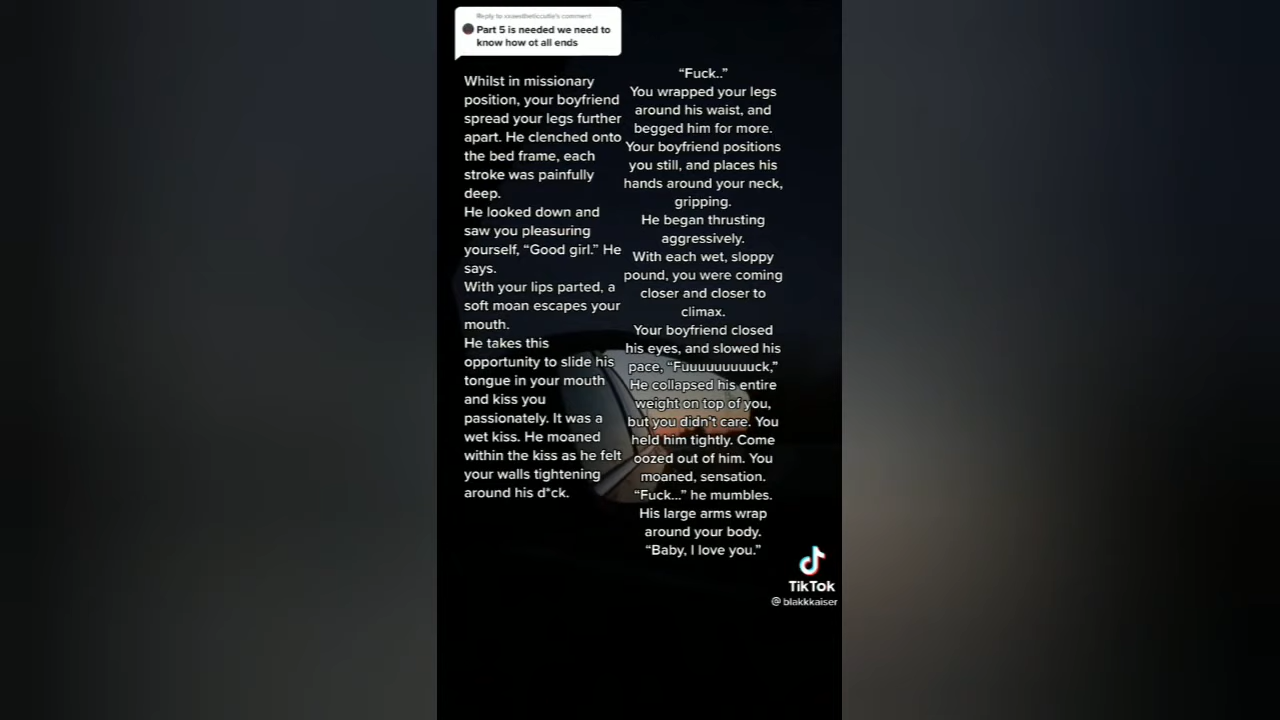 Reply to xxaestheticcutie's comment
Part 5 is needed we need to
know how ot all ends
Whilst in missionary
position, your boyfriend
spread your legs further
apart. He clenched onto
the bed frame, each
stroke was painfully
deep.
He looked down and
saw you pleasuring
yourself, “Good girl.” He
says.
With your lips parted, a
soft moan escapes your
mouth.
He takes this
opportunity to slide his
tongue in your mouth
and kiss you
passionately. It was a
wet kiss. He moaned
within the kiss as he felt
your walls tightening
around his d*ck.
“Fuck..”
You wrapped your legs
around his waist, and
begged him for more.
Your boyfriend positions
you still, and places his
hands around your neck,
gripping.
He began thrusting
aggressively.
With each wet, sloppy
pound, you were coming
closer and closer to
climax.
Your boyfriend closed
his eyes, and slowed his
pace, “Fuuuuuuuuuck,”
He collapsed his entire
weight on top of you,
but you didn’t care. You
held him tightly. Come
oozed out of him. You
moaned, sensation.
“Fuck...” he mumbles.
His large arms wrap
around your body.
“Baby, I love you.”
TikTok
@ blakkkaiser